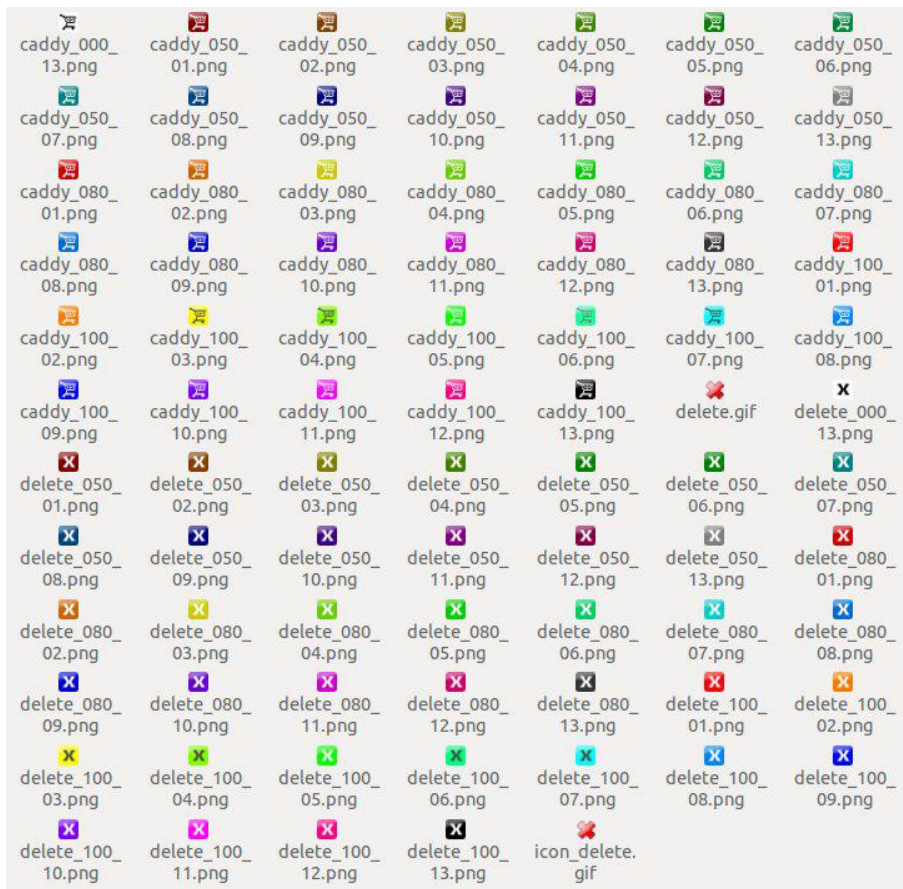 caddy_000_ caddy_050_ caddy_050_ caddy_050_ caddy_050_ caddy_050_ caddy_050_
13.png 01.png 02.png 03.png 04.png 05.png 06.png
caddy_050_ caddy_050_ caddy_050_ caddy_050_ caddy_050_ caddy_050_ caddy_050_
07.png 08.png 09.png 10.png 11.png 12.png 13.png
caddy_080_ caddy_080_ caddy_080_ caddy_080_ caddy_080_ caddy_080_ caddy_080_
01.png 02.png 03.png 04.png 05.png 06.png 07.png
caddy_080_ caddy_080_ caddy_080_ caddy_080_ caddy_080_ caddy_080_ caddy_100_
08.png 09.png 10.png 11.png 12.png 13.png 01.png
caddy_100_ caddy_100_ caddy_100_ caddy_100_ caddy_100_ caddy_100_ caddy_100_
02.png 03.png 04.png 05.png 06.png 07.png 08.png
caddy_100_ caddy_100_ caddy_100_ caddy_100_ caddy_100_ delete.gif delete_000_
09.png 10.png 11.png 12.png 13.png 13.png
delete_050_ delete_050_ delete_050_ delete_050_ delete_050_ delete_050_ delete_050_
01.png 02.png 03.png 04.png 05.png 06.png 07.png
delete_050_ delete_050_ delete_050_ delete_050_ delete_050_ delete_050_ delete_080_
08.png 09.png 10.png 11.png 12.png 13.png 01.png
delete_080_ delete_080_ delete_080_ delete_080_ delete_080_ delete_080_ delete_080_
02.png 03.png 04.png 05.png 06.png 07.png 08.png
delete_080_ delete_080_ delete_080_ delete_080_ delete_080_ delete_100_ delete_100_
09.png 10.png 11.png 12.png 13.png 01.png 02.png
delete_100_ delete_100_ delete_100_ delete_100_ delete_100_ delete_100_ delete_100_
03.png 04.png 05.png 06.png 07.png 08.png 09.png
delete_100_ delete_100_ delete_100_ delete_100_ icon_delete.
10.png 11.png 12.png 13.png gif